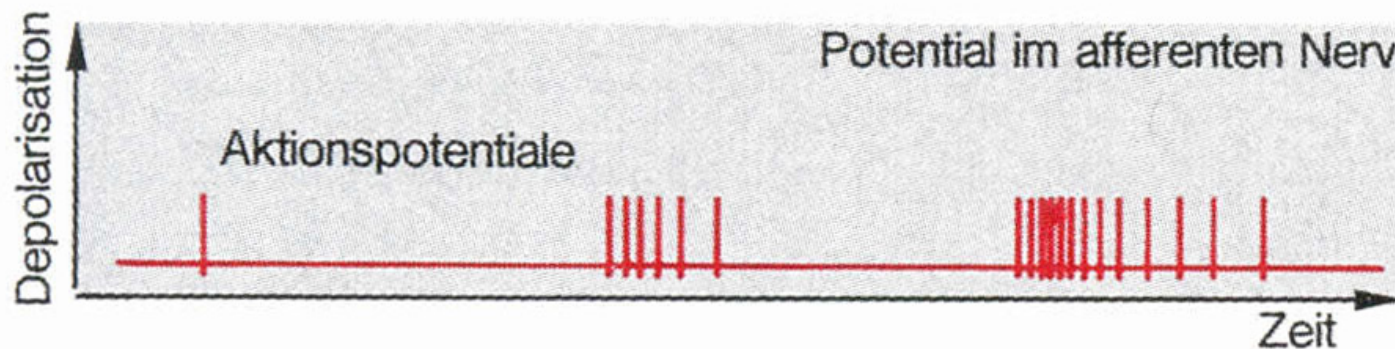 Depolarisation
Potential im afferenten Nerv
Aktionspotentiale
Zeit